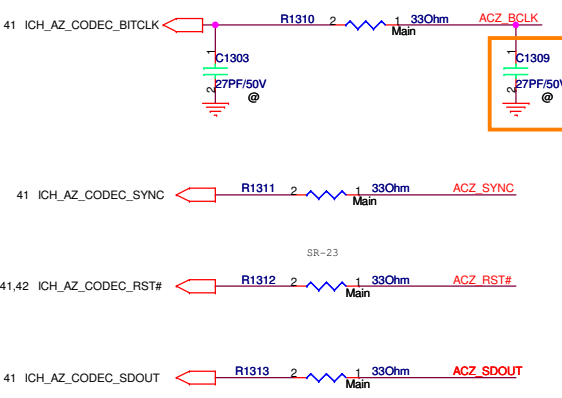 41 ICH_AZ_CODEC_BITCLK R1310 2 1 33Ohm ACZ_BCLK
Main
1 C1303 1 C1309
2 27PF/50V 2 27PF/50V
@ @
41 ICH_AZ_CODEC_SYNC R1311 2 1 33Ohm ACZ_SYNC
Main
SR-23
41,42 ICH_AZ_CODEC_RST# R1312 2 1 33Ohm ACZ_RST#
Main
41 ICH_AZ_CODEC_SDOUT R1313 2 1 33Ohm ACZ_SDOUT
Main